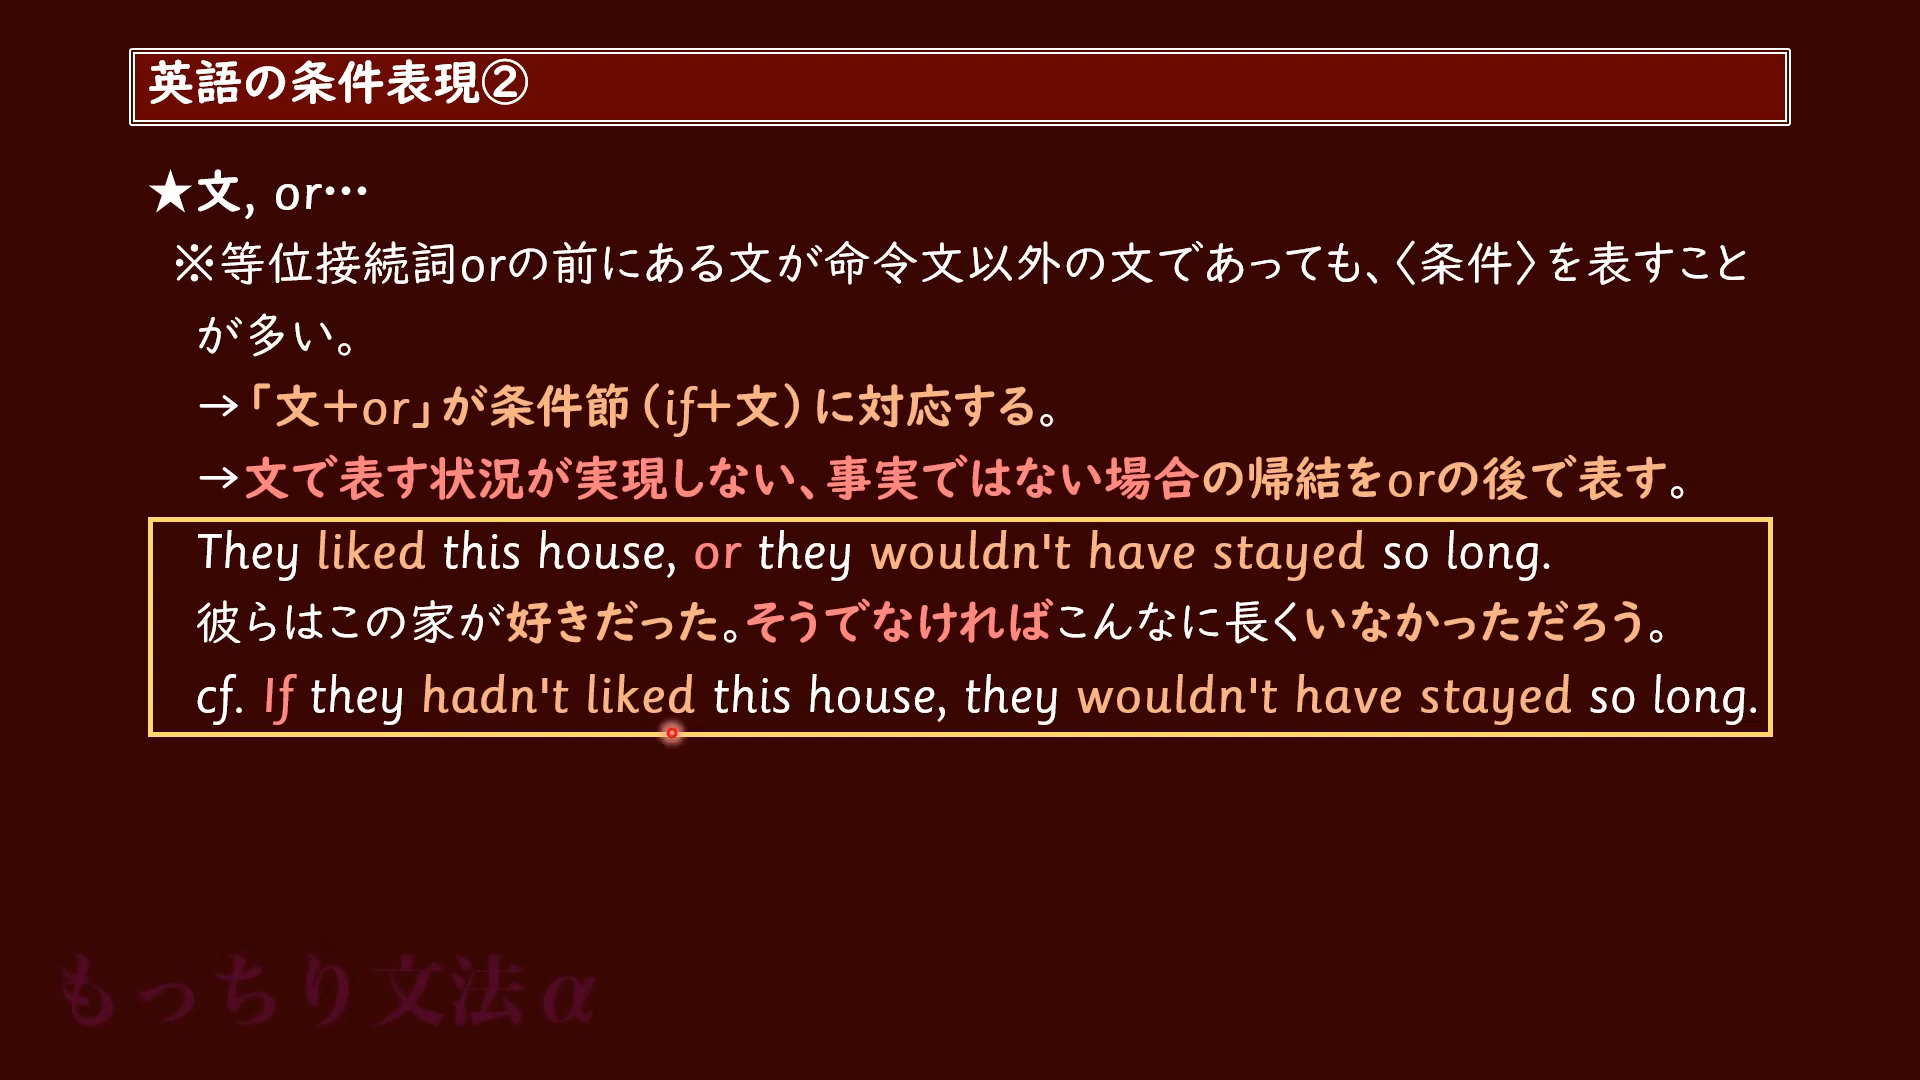 英語の条件表現②
★文, or…
※等位接続詞orの前にある文が命令文以外の文であっても、〈条件〉を表すこと
が多い。
→「文＋or」が条件節（if＋文）に対応する。
→文で表す状況が実現しない、事実ではない場合の帰結をorの後で表す。
They liked this house, or they wouldn't have stayed so long.
彼らはこの家が好きだった。そうでなければこんなに長くいなかっただろう。
cf. If they hadn't liked this house, they wouldn't have stayed so long.
もっちり文法α